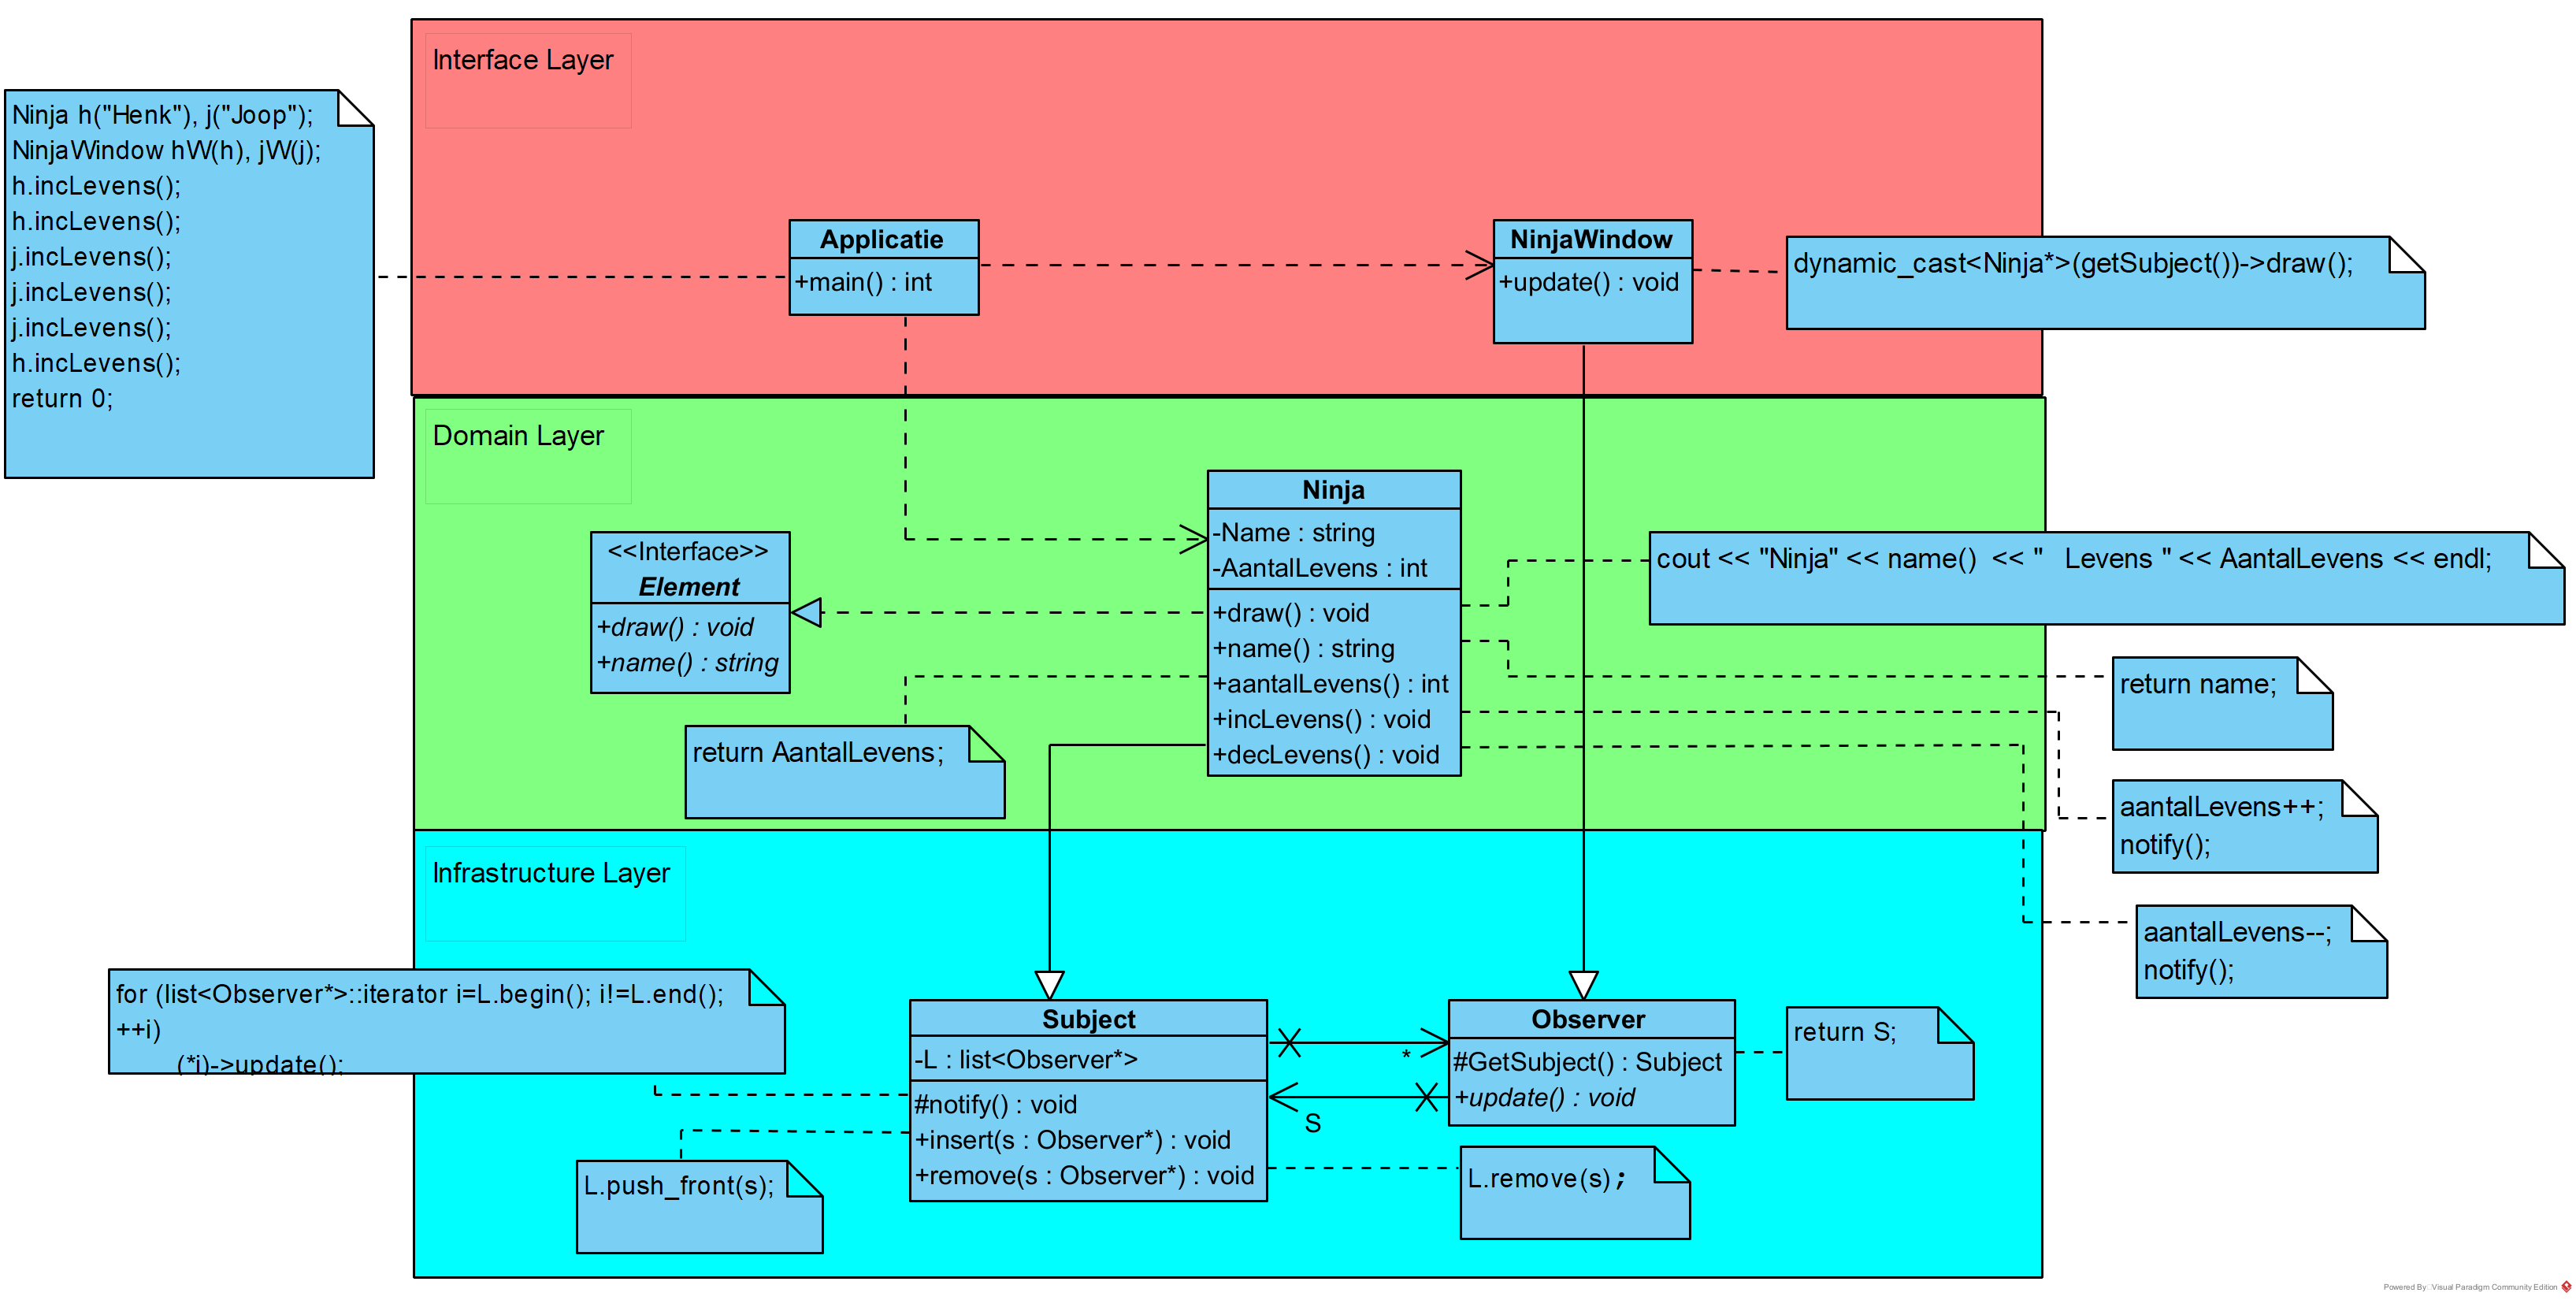 Interface Layer
Ninja h("Henk"), j("Joop");
NinjaWindow hW(h), jW(j);
h.incLevens();
h.incLevens();
j.incLevens();
j.incLevens();
j.incLevens();
h.incLevens();
return 0;
Applicatie
+main() : int
NinjaWindow
+update() : void
dynamic_cast<Ninja*>(getSubject())->draw();
Domain Layer
Ninja
-Name : string
-AantalLevens : int
+draw() : void
+name() : string
+aantalLevens() : int
+incLevens() : void
+decLevens() : void
<<Interface>>
Element
+draw() : void
+name() : string
cout << "Ninja" << name()  << "   Levens " << AantalLevens << endl;
return name;
return AantalLevens;
aantalLevens++;
notify();
aantalLevens--;
notify();
Infrastructure Layer
for (list<Observer*>::iterator i=L.begin(); i!=L.end();
++i)
(*i)->update();
Subject
-L : list<Observer*>
#notify() : void
+insert(s : Observer*) : void
+remove(s : Observer*) : void
*
S
Observer
#GetSubject() : Subject
+update() : void
return S;
L.push_front(s);
L.remove(s);
Powered By: Visual Paradigm Community Edition